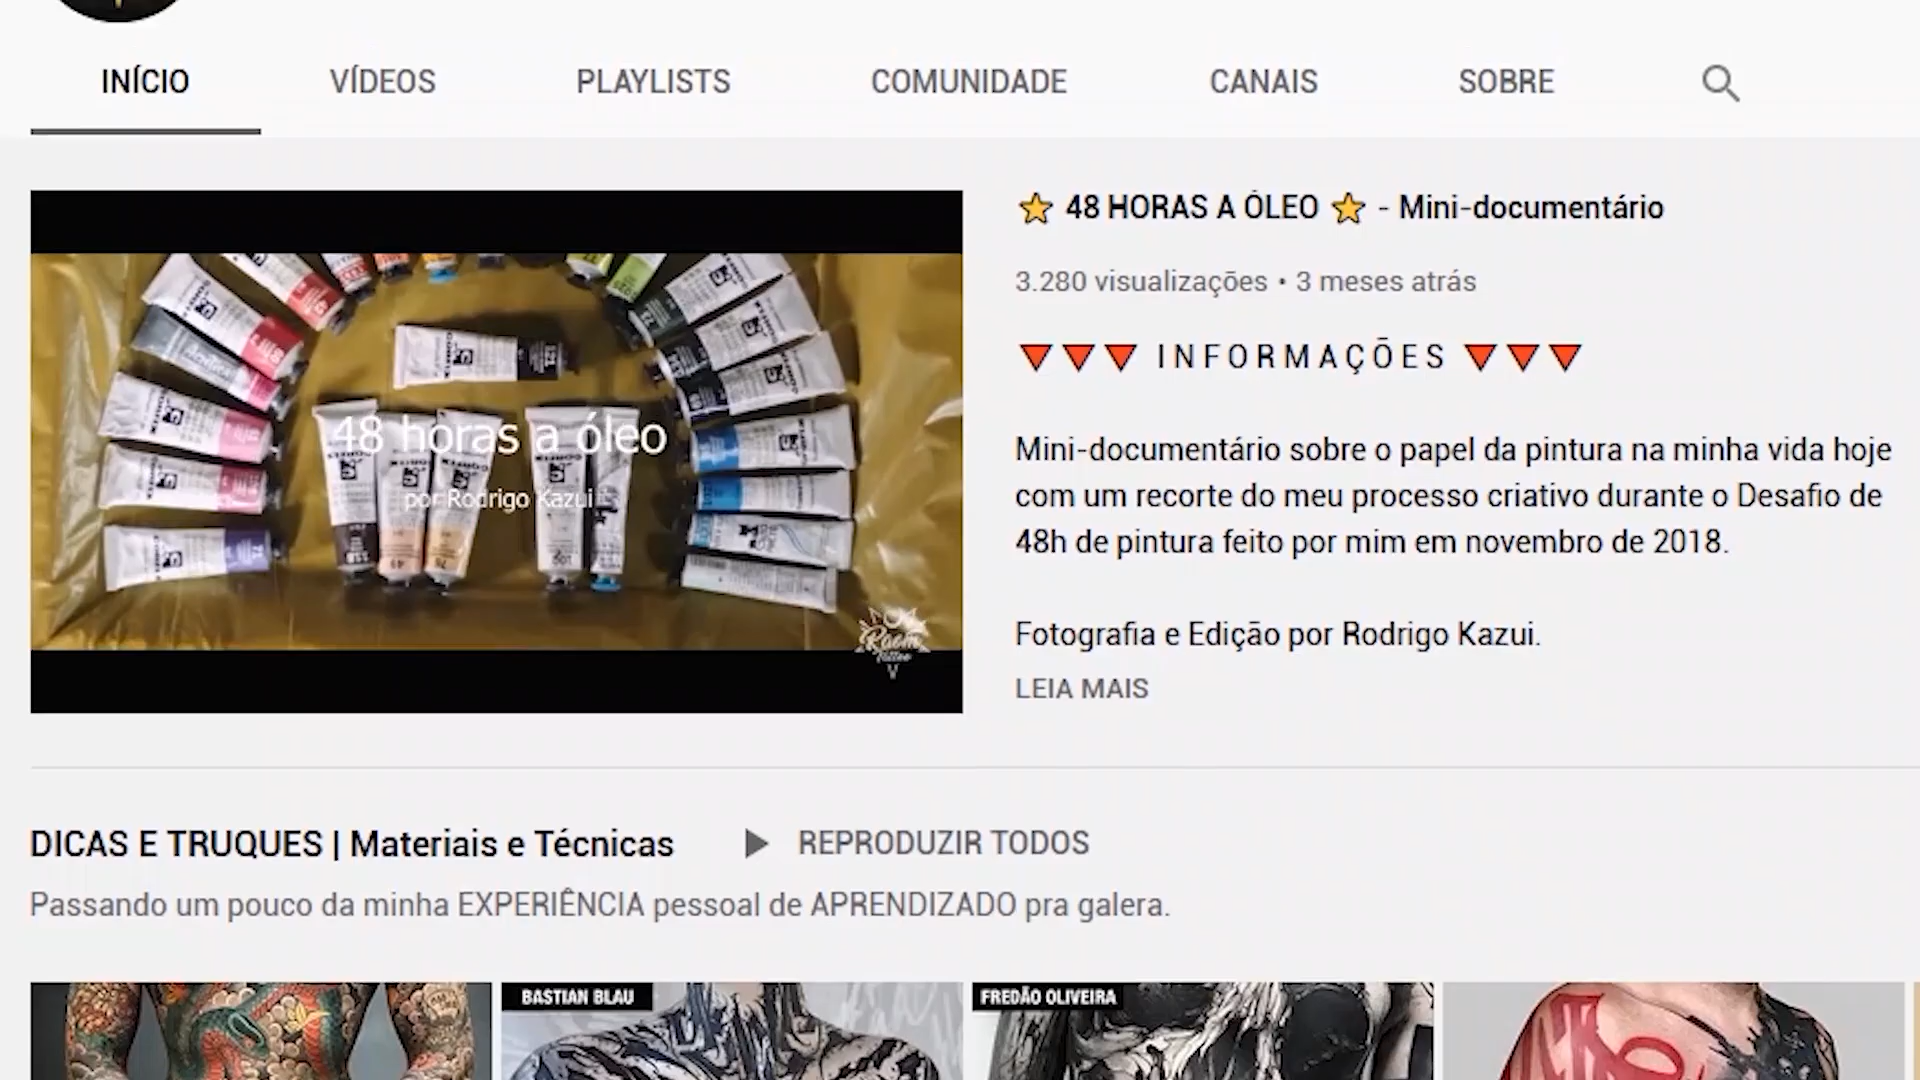 INÍCIO VÍDEOS PLAYLISTS COMUNIDADE CANAIS SOBRE
48 horas a óleo
por Rodrigo Kazui
⭐ 48 HORAS A ÓLEO ⭐ - Mini-documentário
3.280 visualizações • 3 meses atrás
🔻🔻🔻 I N F O R M A Ç Õ E S 🔻🔻🔻
Mini-documentário sobre o papel da pintura na minha vida hoje
com um recorte do meu processo criativo durante o Desafio de
48h de pintura feito por mim em novembro de 2018.
Fotografia e Edição por Rodrigo Kazui.
LEIA MAIS
DICAS E TRUQUES | Materiais e Técnicas REPRODUZIR TODOS
Passando um pouco da minha EXPERIÊNCIA pessoal de APRENDIZADO pra galera.
BASTIAN BLAU
FREDÃO OLIVEIRA